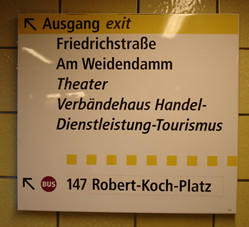 Ausgang exit
Friedrichstraße
Am Weidendamm
Theater
Verbändehaus Handel-
Dienstleistung-Tourismus
BUS 147 Robert-Koch-Platz